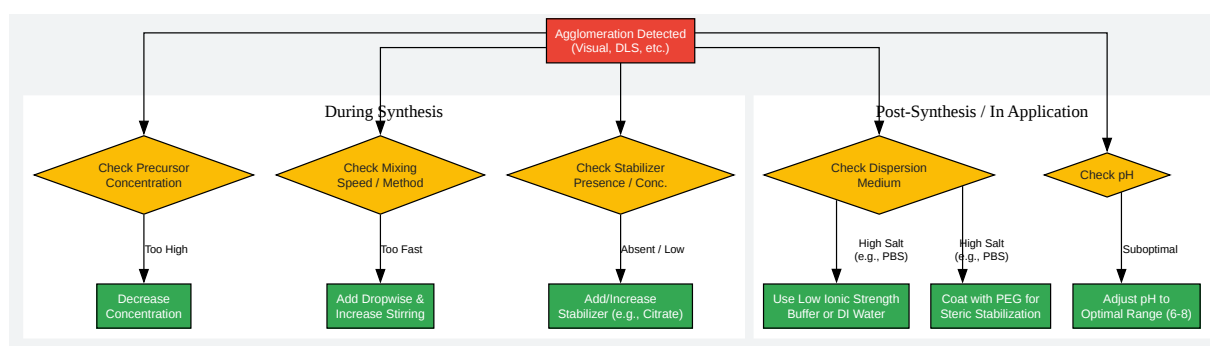 Agglomeration Detected
(Visual, DLS, etc.)
During Synthesis
Post-Synthesis / In Application
Check Precursor
Concentration
Check Mixing
Speed / Method
Check Stabilizer
Presence / Conc.
Check Dispersion
Medium
Check pH
Too High
Too Fast
Absent / Low
High Salt
(e.g., PBS)
High Salt
(e.g., PBS)
Suboptimal
Decrease
Concentration
Add Dropwise &
Increase Stirring
Add/Increase
Stabilizer (e.g., Citrate)
Use Low Ionic Strength
Buffer or DI Water
Coat with PEG for
Steric Stabilization
Adjust pH to
Optimal Range (6-8)